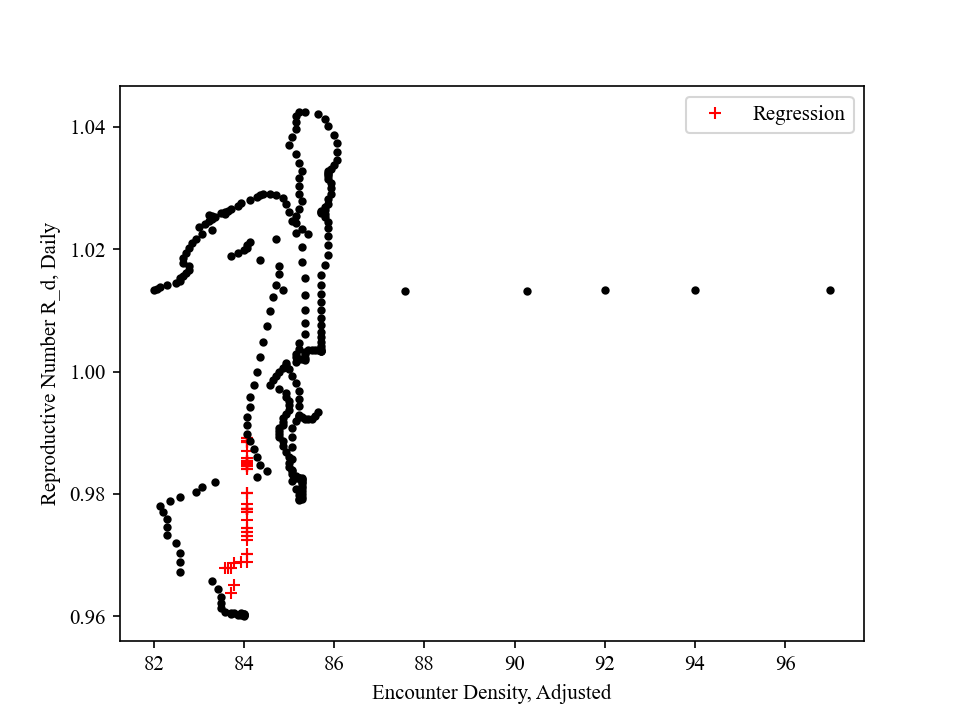 Regression
1.04
1.02
1.00
0.98
0.96
Reproductive Number R_d, Daily
82 84 86 88 90 92 94 96
Encounter Density, Adjusted